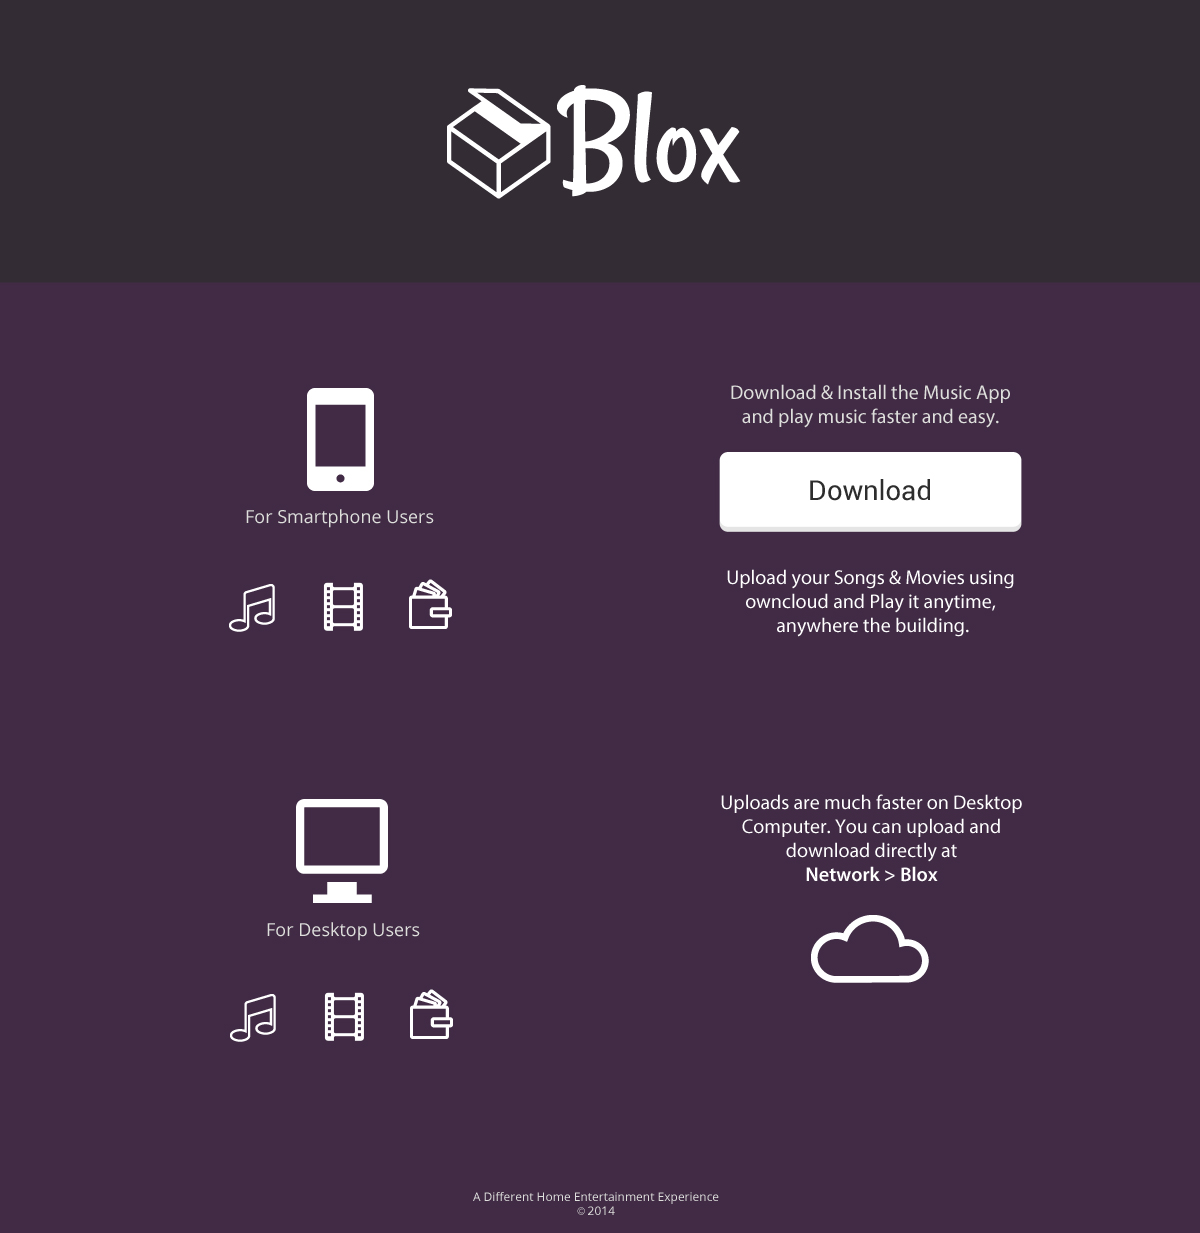 Blox
Download & Install the Music App
and play music faster and easy.
Download
For Smartphone Users
Upload your Songs & Movies using
owncloud and Play it anytime,
anywhere the building.
Uploads are much faster on Desktop
Computer. You can upload and
download directly at
Network > Blox
For Desktop Users
A Different Home Entertainment Experience
© 2014